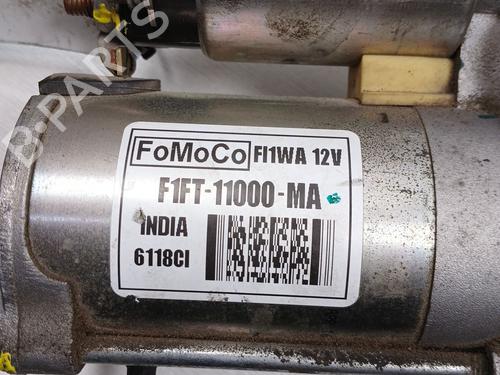 FoMoCo FI1WA 12V
F1FT-11000-MA
INDIA
6118CI
B-PARTS